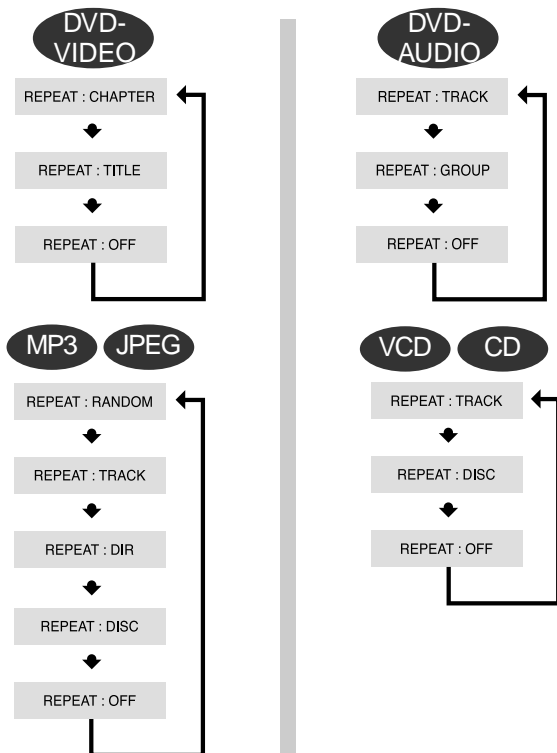 DVD-
VIDEO
REPEAT : CHAPTER
REPEAT : TITLE
REPEAT : OFF
MP3
JPEG
REPEAT : RANDOM
REPEAT : TRACK
REPEAT : DIR
REPEAT : DISC
REPEAT : OFF
DVD-
AUDIO
REPEAT : TRACK
REPEAT : GROUP
REPEAT : OFF
VCD
CD
REPEAT : TRACK
REPEAT : DISC
REPEAT : OFF